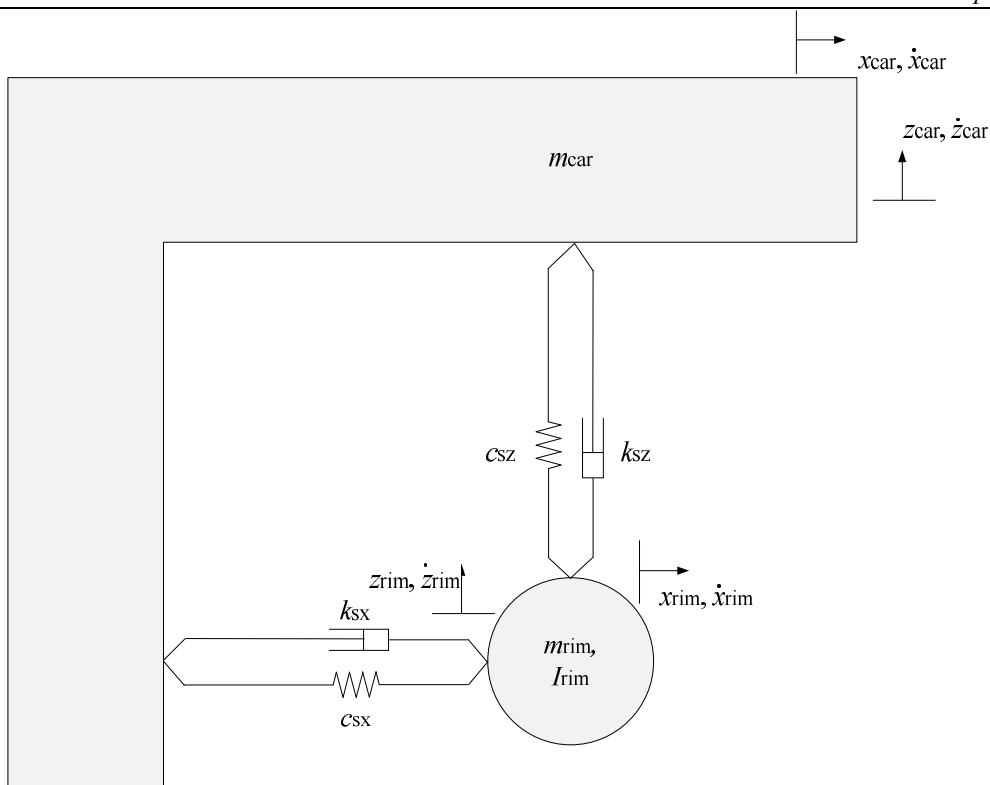 xcar, ẋcar
zcar, żcar
mcar
csz
ksz
zrim, żrim
xrim, ẋrim
ksx
mrim,
Irim
csx